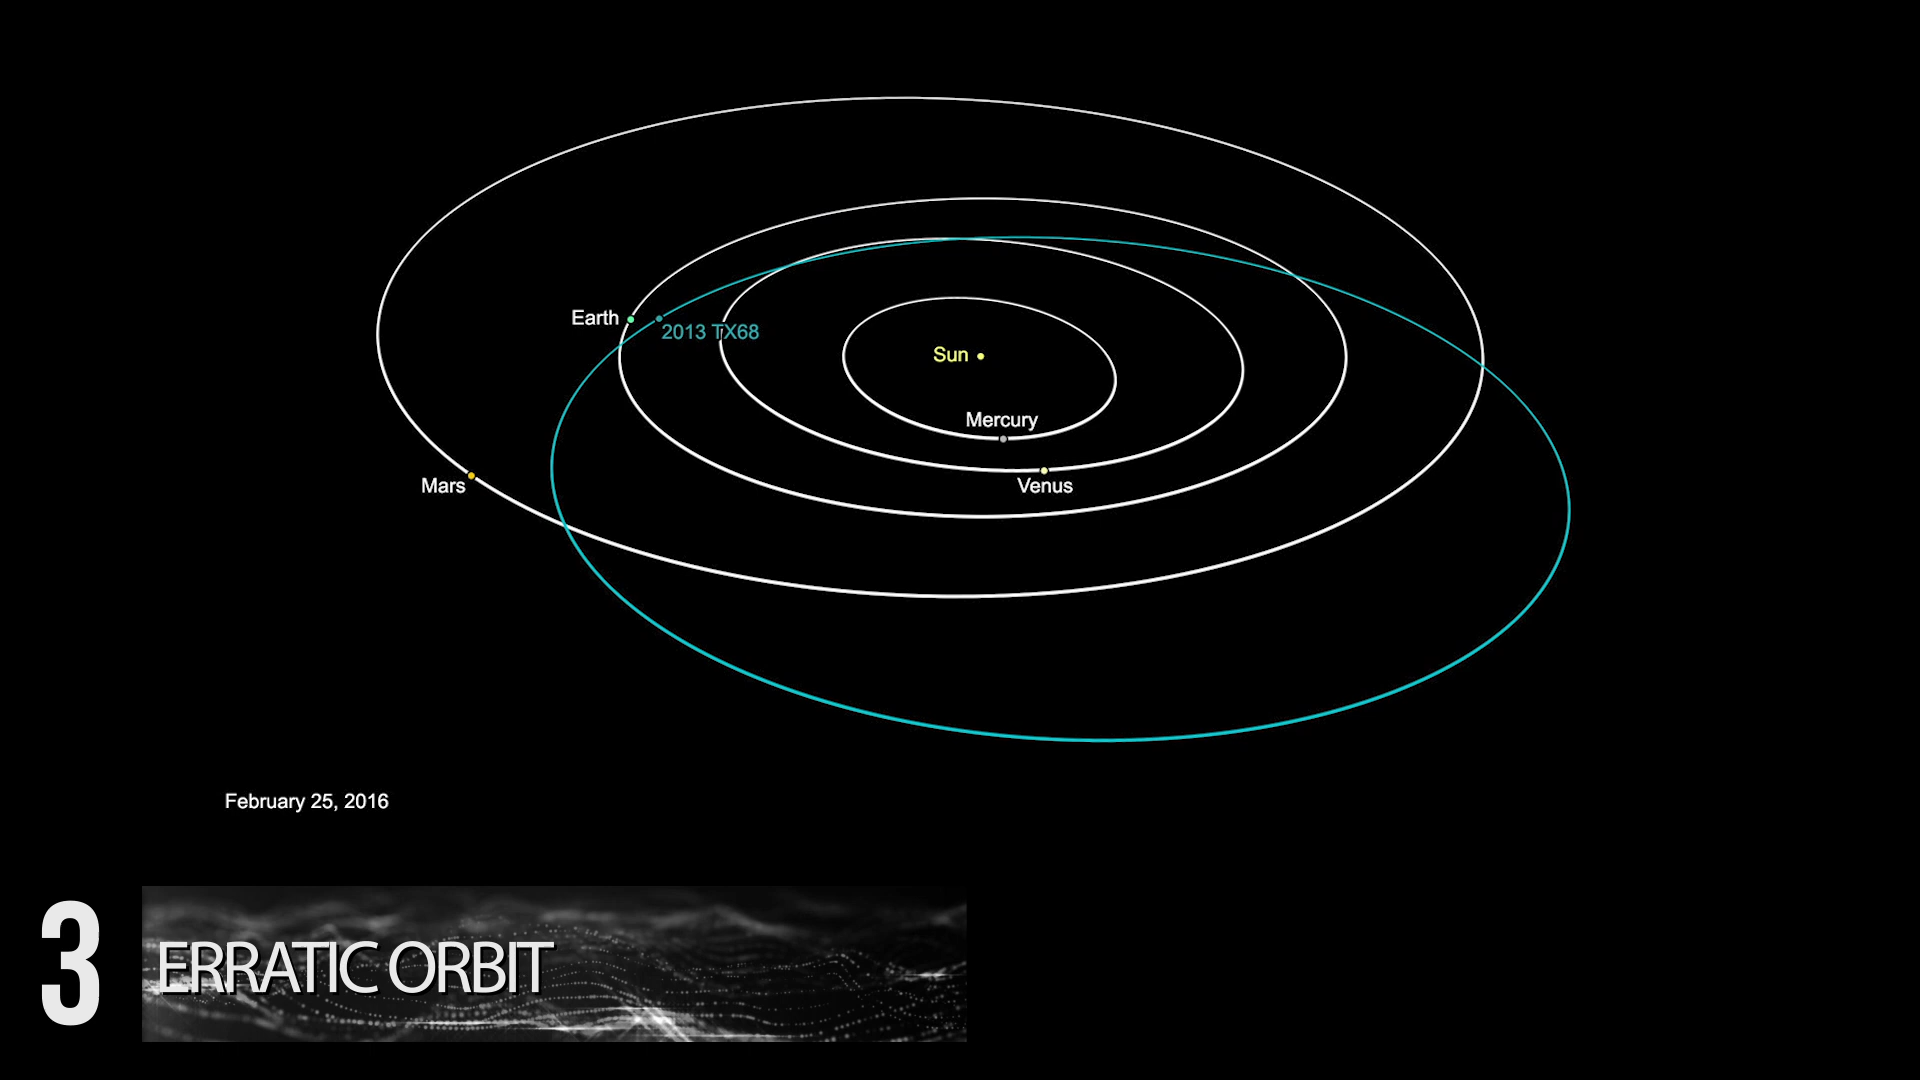 Earth
2013 TX68
Sun
Mercury
Mars
Venus
February 25, 2016
3
ERRATIC ORBIT